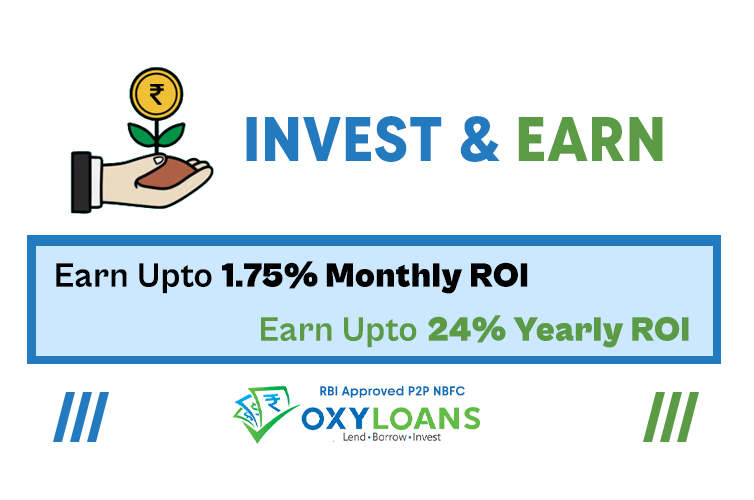 INVEST & EARN
Earn Upto 1.75% Monthly ROI
Earn Upto 24% Yearly ROI
RBI Approved P2P NBFC
OXYLOANS
Lend • Borrow • Invest